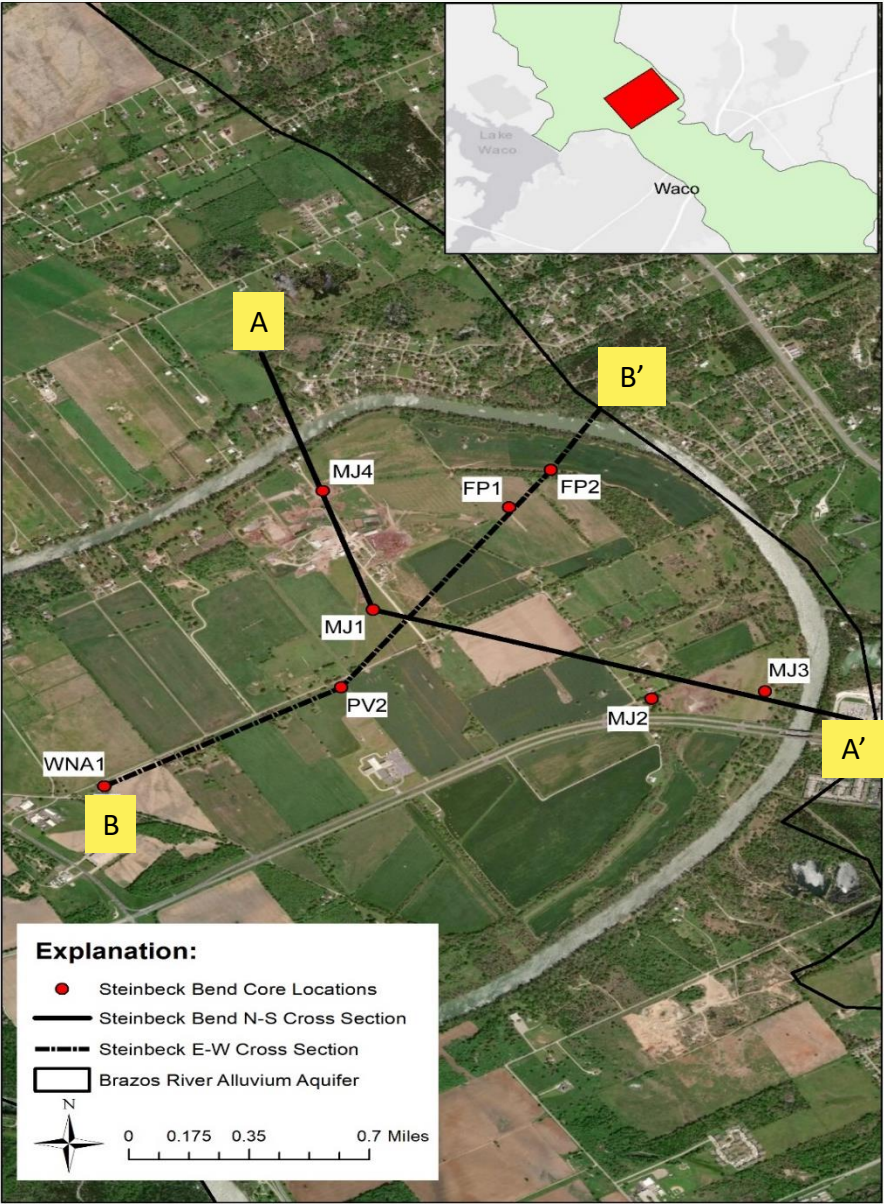 Lake
Waco
Waco
A
B’
MJ4
FP1
FP2
MJ1
MJ3
PV2
MJ2
WNA1
A’
B
Explanation:
Steinbeck Bend Core Locations
Steinbeck Bend N-S Cross Section
Steinbeck E-W Cross Section
Brazos River Alluvium Aquifer
N
0 0.175 0.35 0.7 Miles